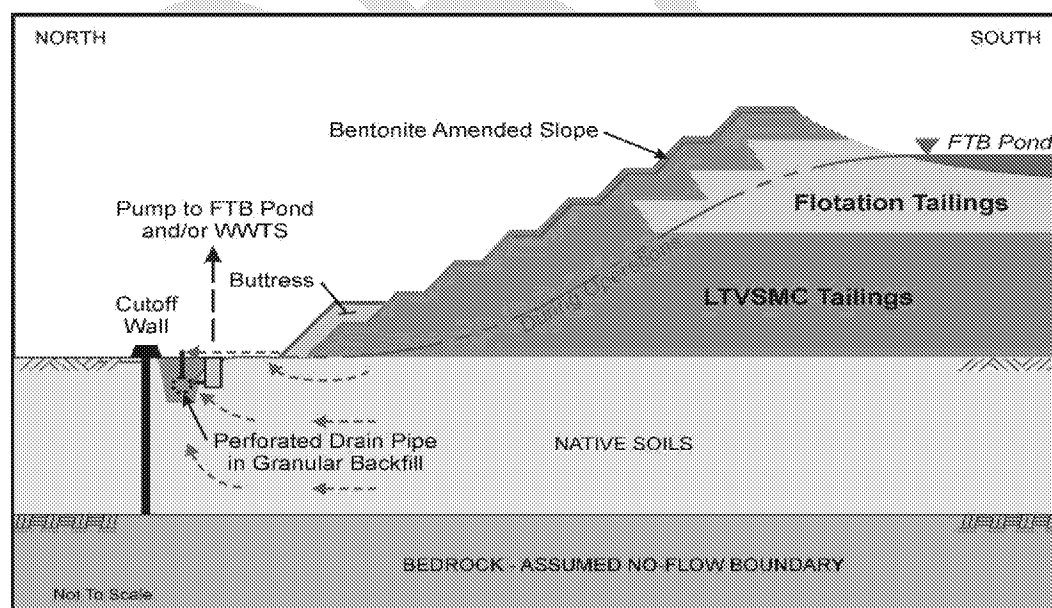 NORTH
SOUTH
Bentonite Amended Slope
FTB Pond
Pump to FTB Pond
and/or WWTS
Flotation Tailings
Buttress
LTVSMC Tailings
Cutoff
Wall
Perforated Drain Pipe
in Granular Backfill
NATIVE SOILS
BEDROCK - ASSUMED NO-FLOW BOUNDARY
Not To Scale